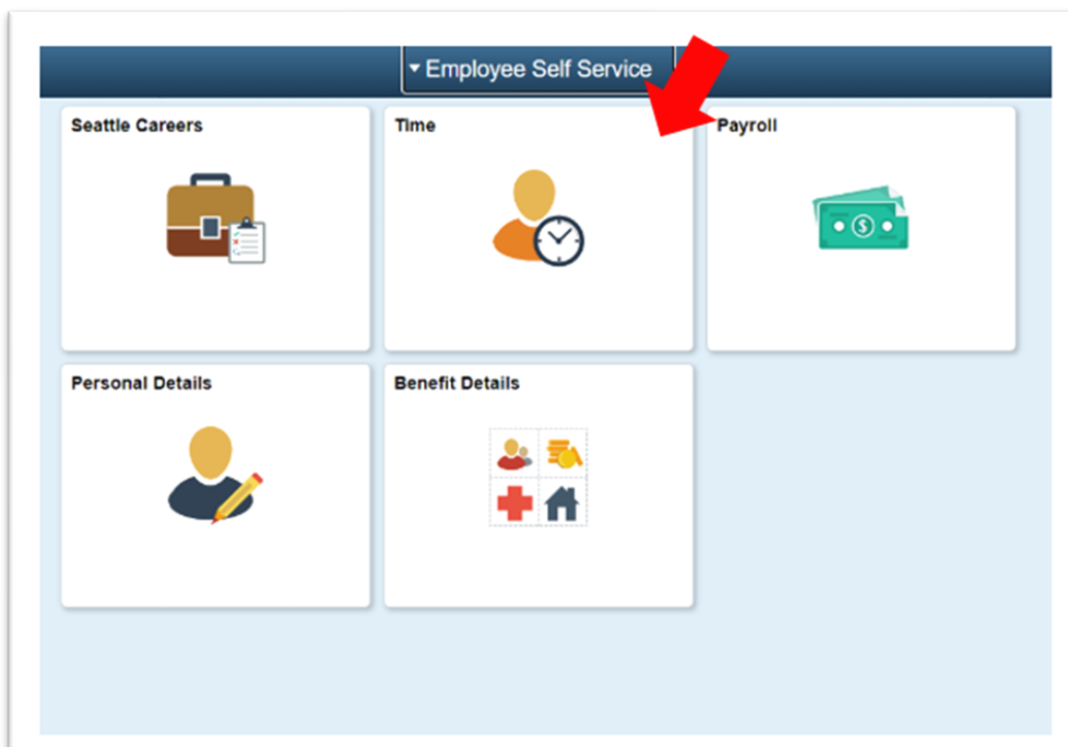 Employee Self Service
Seattle Careers
Time
Payroll
$
Personal Details
Benefit Details